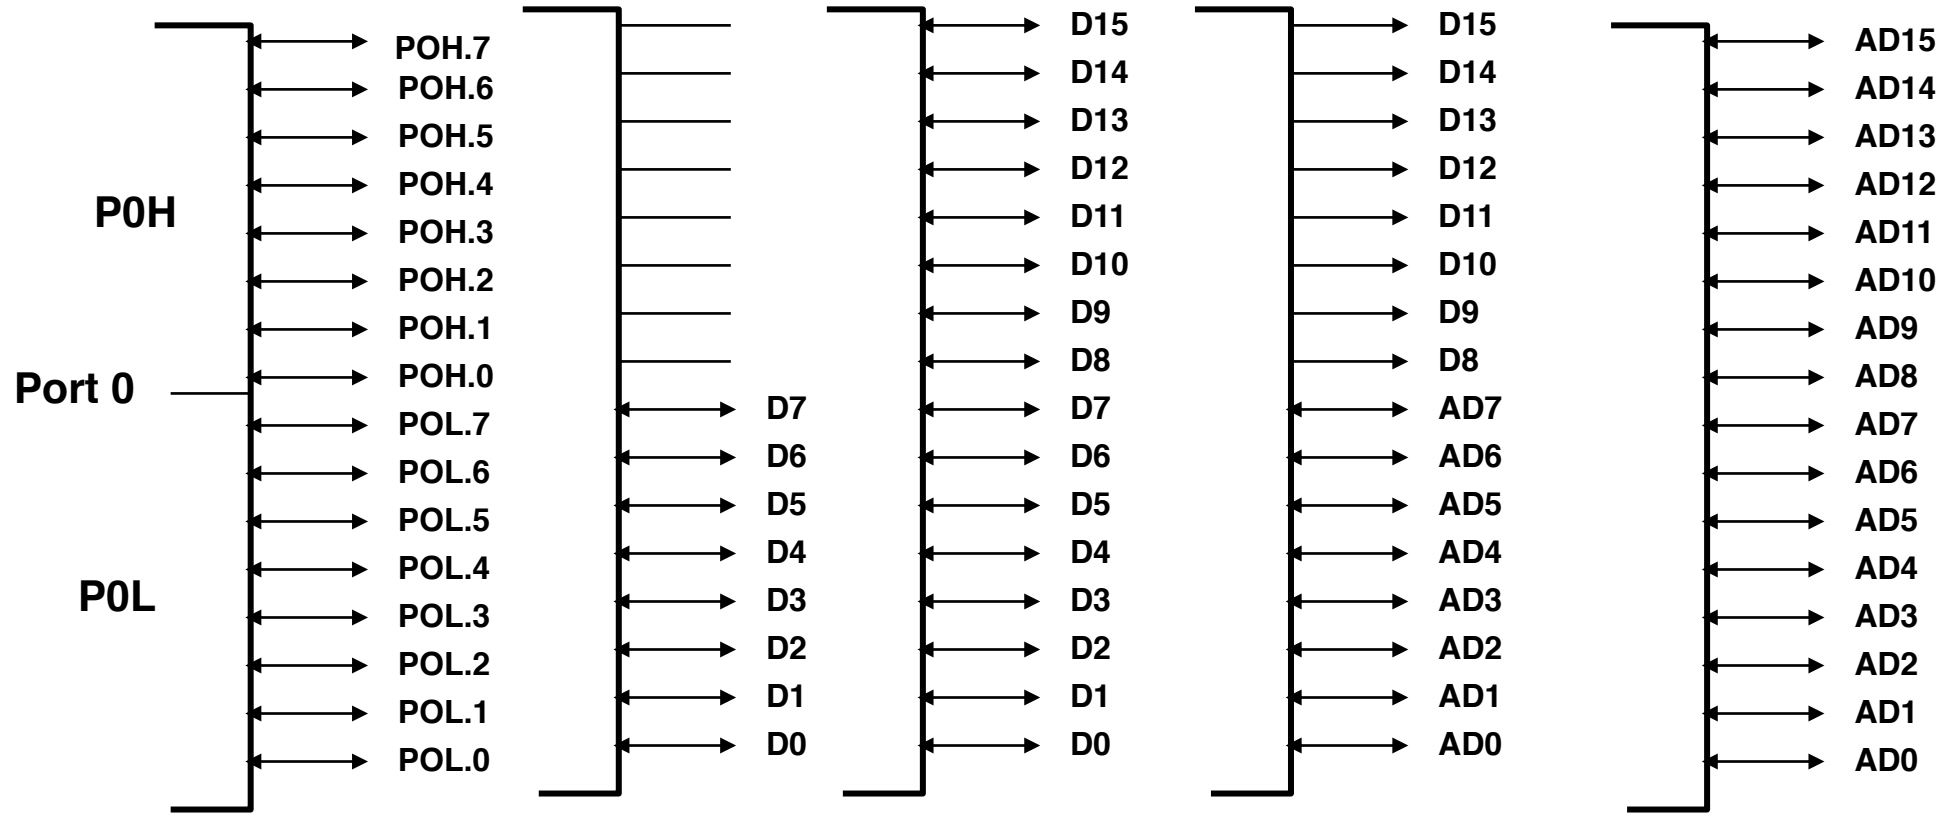 P0H
Port 0
P0L
POH.7
POH.6
POH.5
POH.4
POH.3
POH.2
POH.1
POH.0
POL.7
POL.6
POL.5
POL.4
POL.3
POL.2
POL.1
POL.0
D7
D6
D5
D4
D3
D2
D1
D0
D15
D14
D13
D12
D11
D10
D9
D8
D7
D6
D5
D4
D3
D2
D1
D0
D15
D14
D13
D12
D11
D10
D9
D8
AD7
AD6
AD5
AD4
AD3
AD2
AD1
AD0
AD15
AD14
AD13
AD12
AD11
AD10
AD9
AD8
AD7
AD6
AD5
AD4
AD3
AD2
AD1
AD0